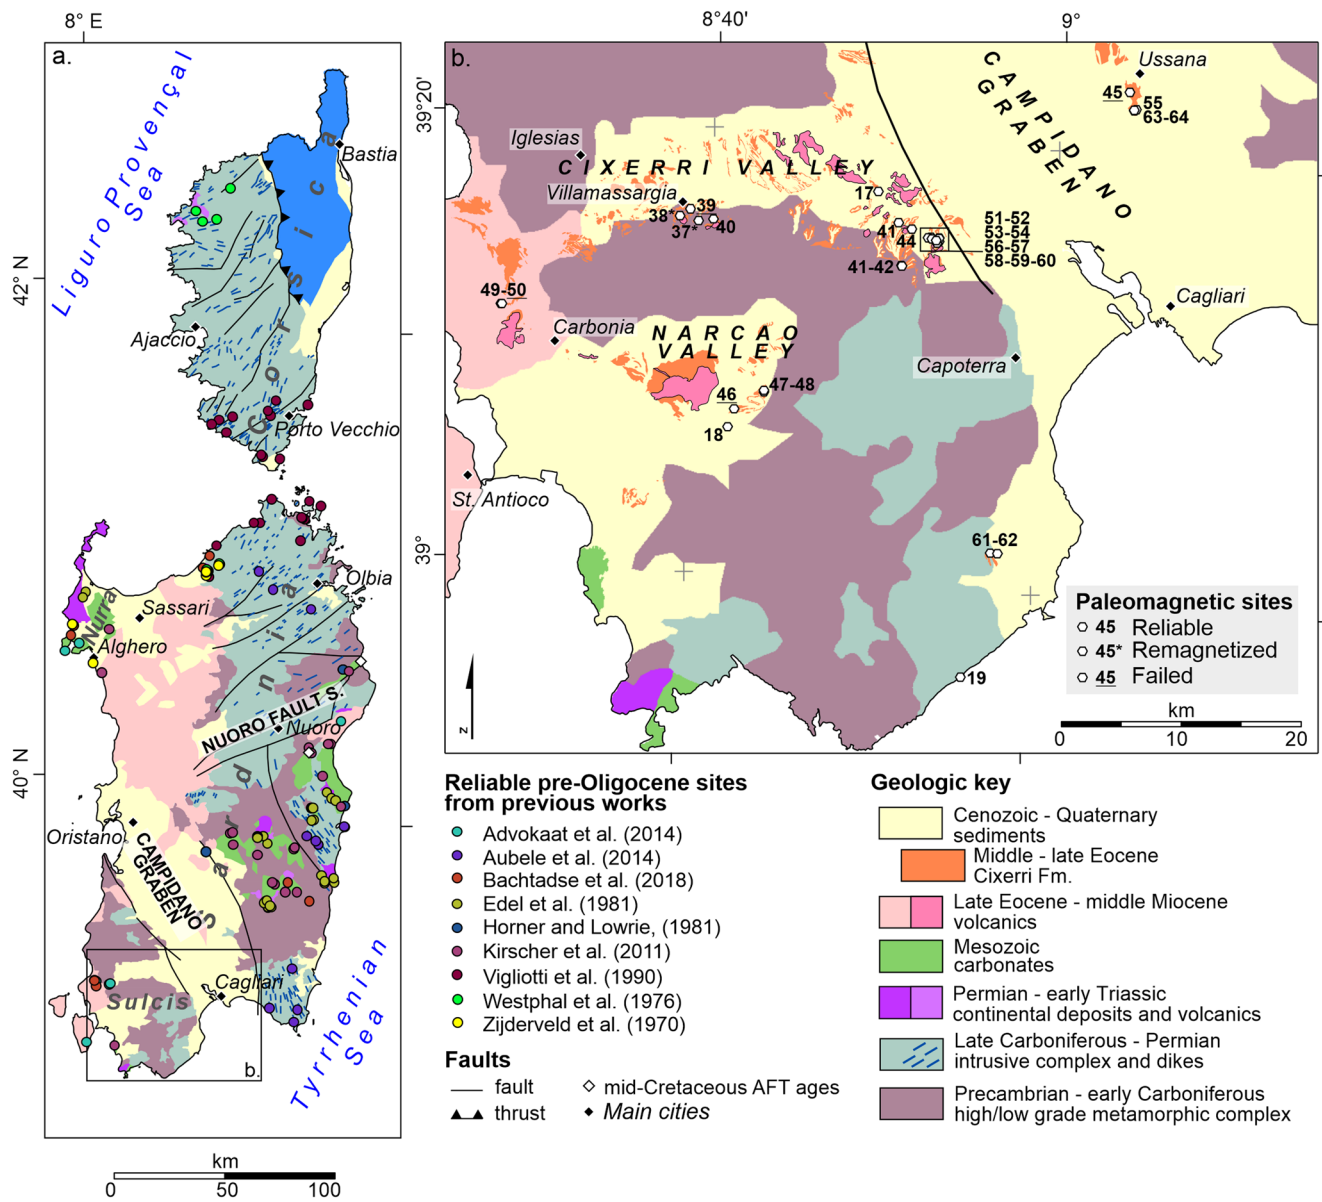 8° E
8°40'
9°
a.
Liguro Provençal
Sea
42° N
Bastia
Corsica
Ajaccio
Porto Vecchio
Olbia
Sassari
Nurra
Alghero
NUORO FAULT S.
Nuoro
40° N
Sardinia
Oristano
CAMPIDANO
GRABEN
Cagliari
Sulcis
b.
Tyrrhenian
Sea
km
0 50 100
b.
39°20'
39°
Iglesias
CIXERRI VALLEY
Villamassargia
38*
39
37*
40
17
41
44
41-42
CAMPIDANO
GRABEN
Ussana
45
55
63-64
51-52
53-54
56-57
58-59-60
Cagliari
49-50
Carbonia
NARCAO
VALLEY
46
47-48
18
Capoterra
St. Antioco
61-62
19
N
Paleomagnetic sites
45 Reliable
45* Remagnetized
45 Failed
km
0 10 20
Reliable pre-Oligocene sites
from previous works
Advokaat et al. (2014)
Aubele et al. (2014)
Bachtadse et al. (2018)
Edel et al. (1981)
Horner and Lowrie, (1981)
Kirscher et al. (2011)
Vigliotti et al. (1990)
Westphal et al. (1976)
Zijderveld et al. (1970)
Faults
fault
thrust
mid-Cretaceous AFT ages
Main cities
Geologic key
Cenozoic - Quaternary
sediments
Middle - late Eocene
Cixerri Fm.
Late Eocene - middle Miocene
volcanics
Mesozoic
carbonates
Permian - early Triassic
continental deposits and volcanics
Late Carboniferous - Permian
intrusive complex and dikes
Precambrian - early Carboniferous
high/low grade metamorphic complex